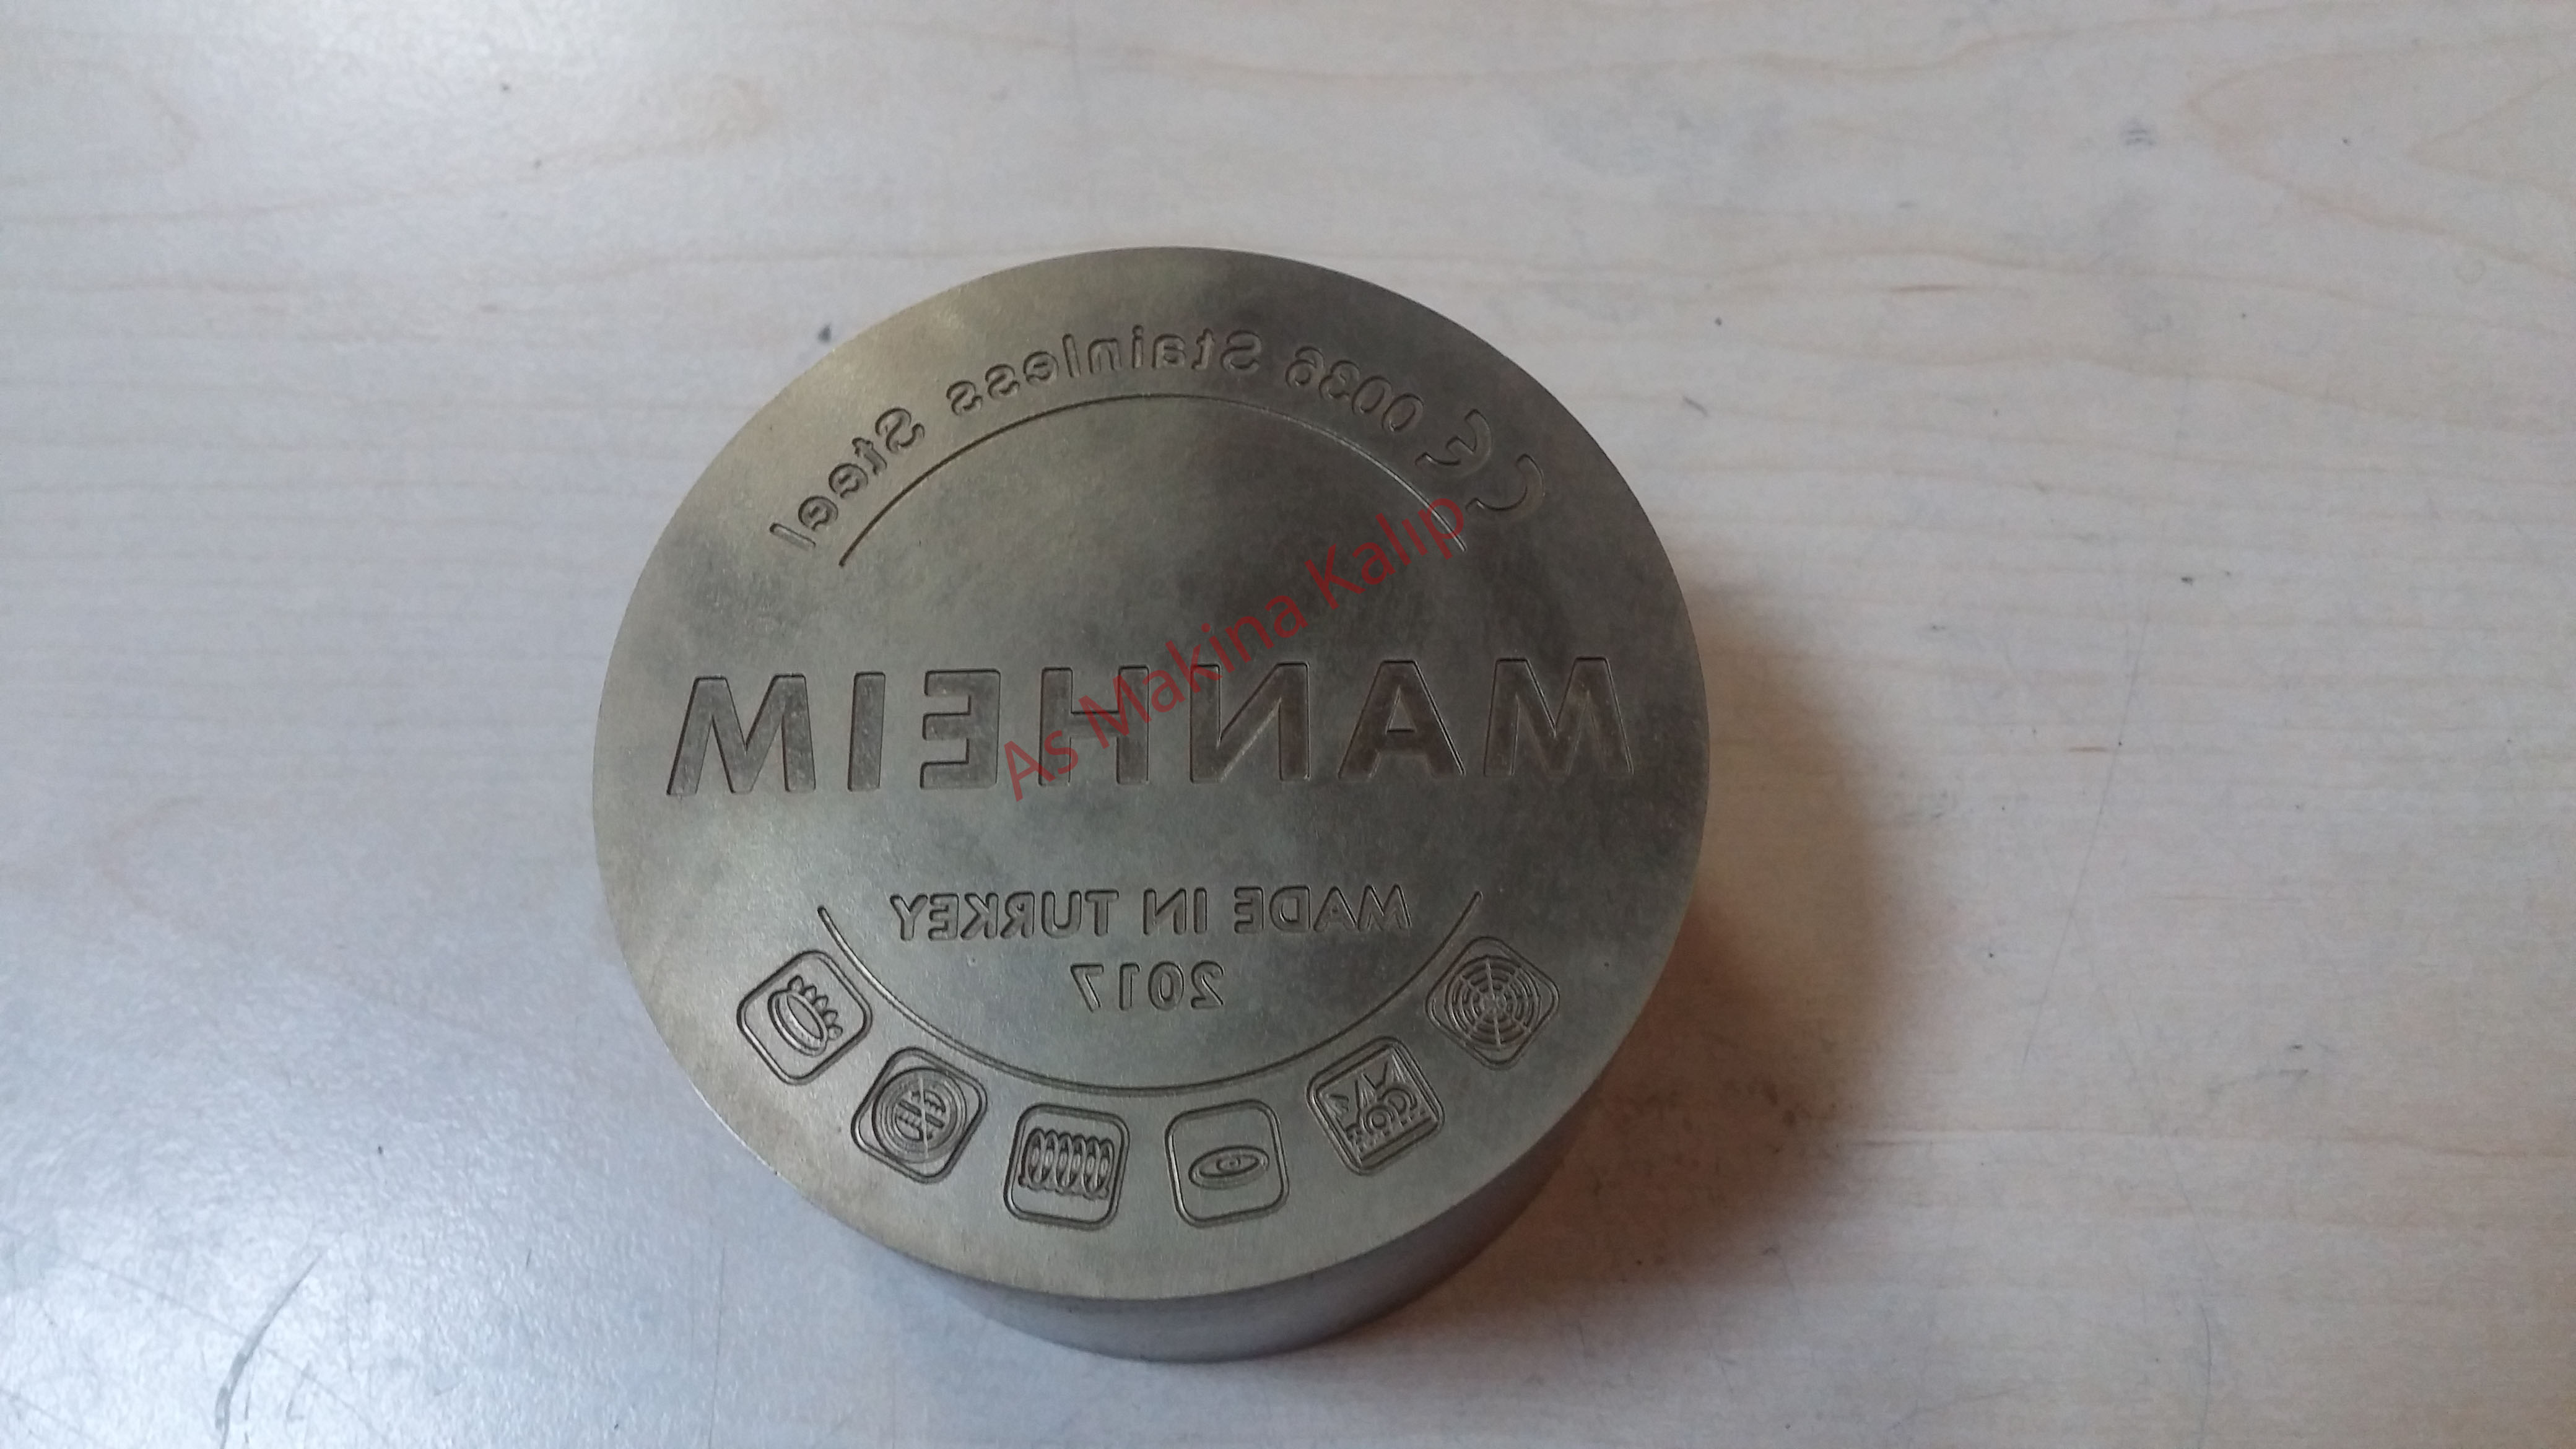 CE 0036 Stainless Steel
MANHEIM
As Makina Kalıp
MADE IN TURKEY
2017